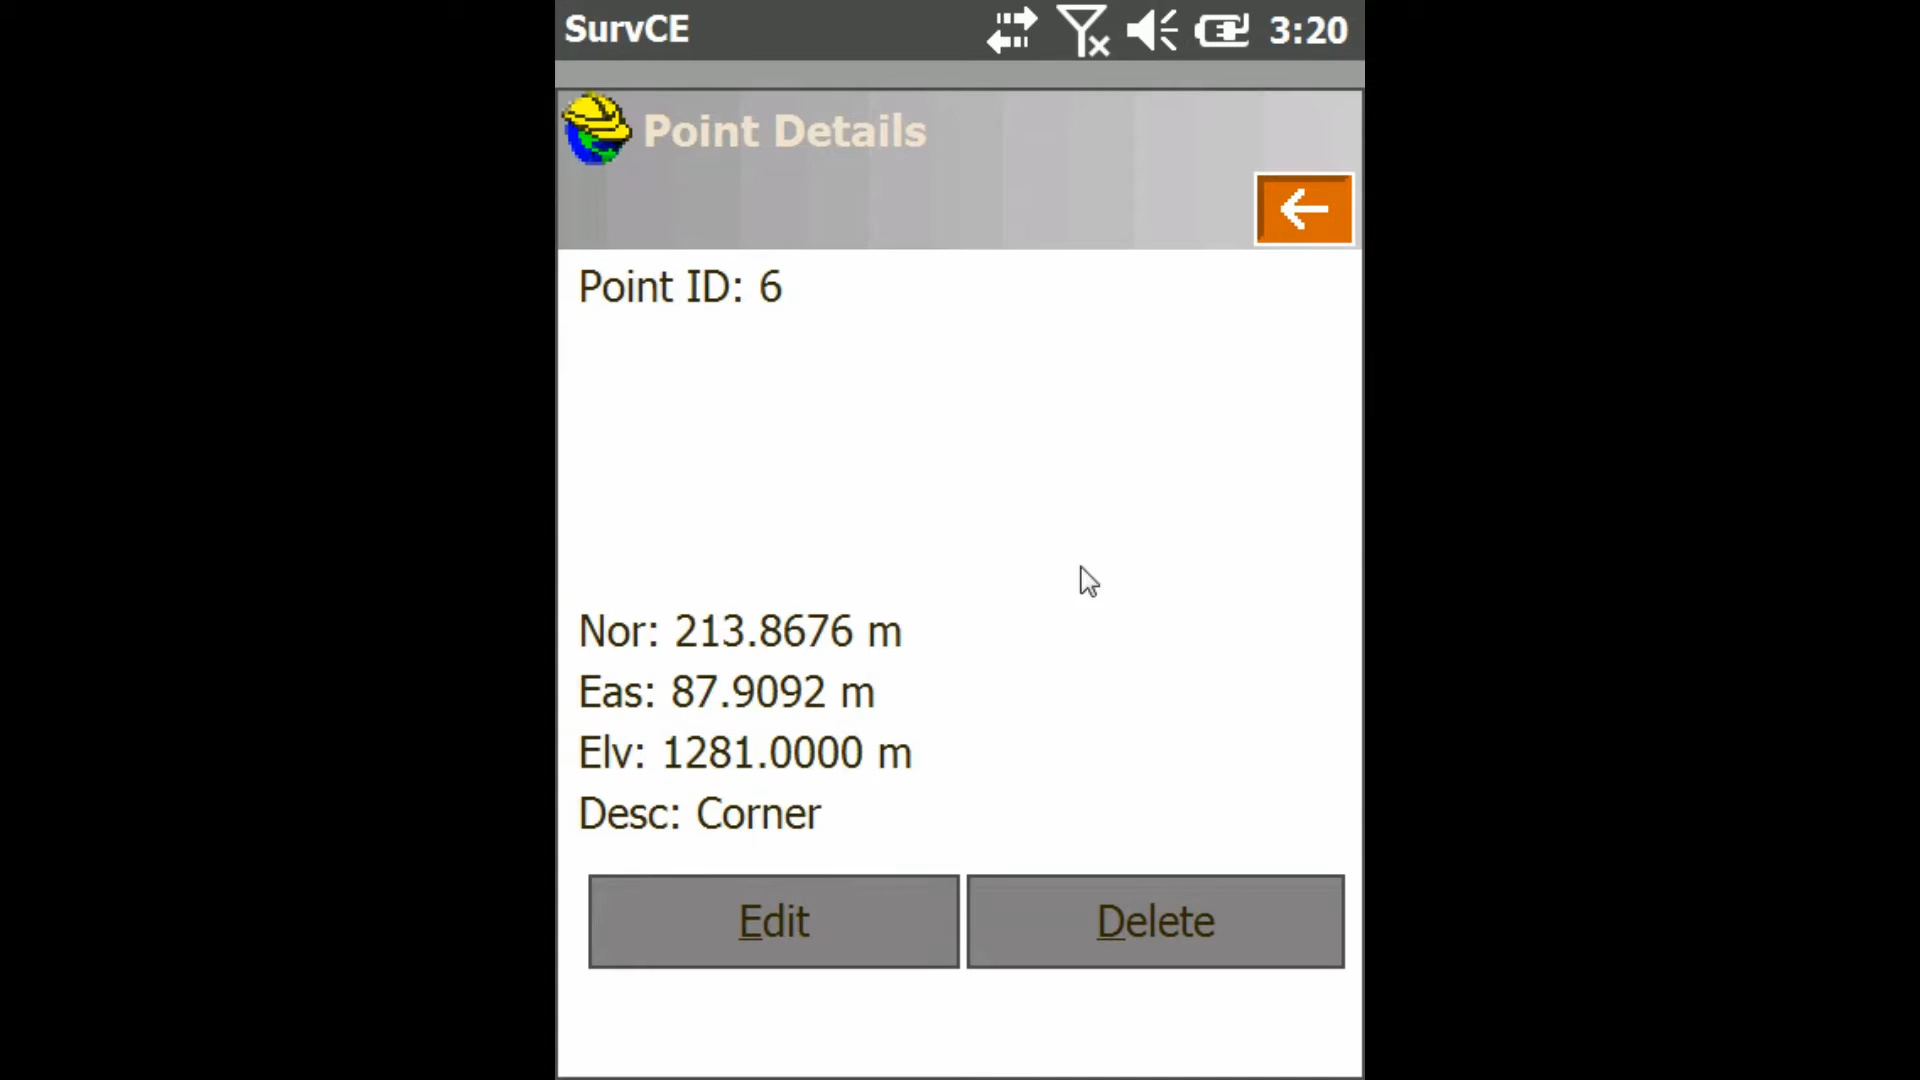 SurvCE 3:20
Point Details
Point ID: 6
Nor: 213.8676 m
Eas: 87.9092 m
Elv: 1281.0000 m
Desc: Corner
Edit Delete